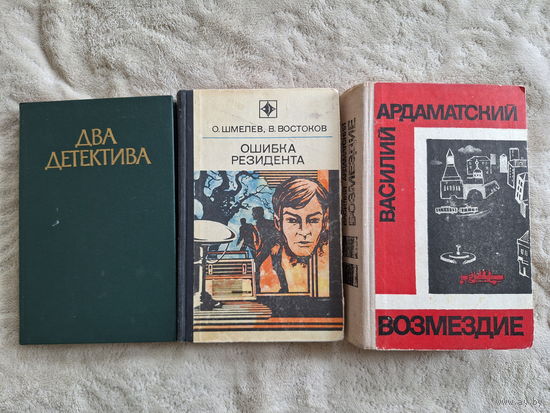 ДВА
ДЕТЕКТИВА
О. ШМЕЛЕВ, В. ВОСТОКОВ
ОШИБКА
РЕЗИДЕНТА
ВОЗМЕЗДИЕ
ВАСИЛИЙ
АРДАМАТСКИЙ
ВОЗМЕЗДИЕ